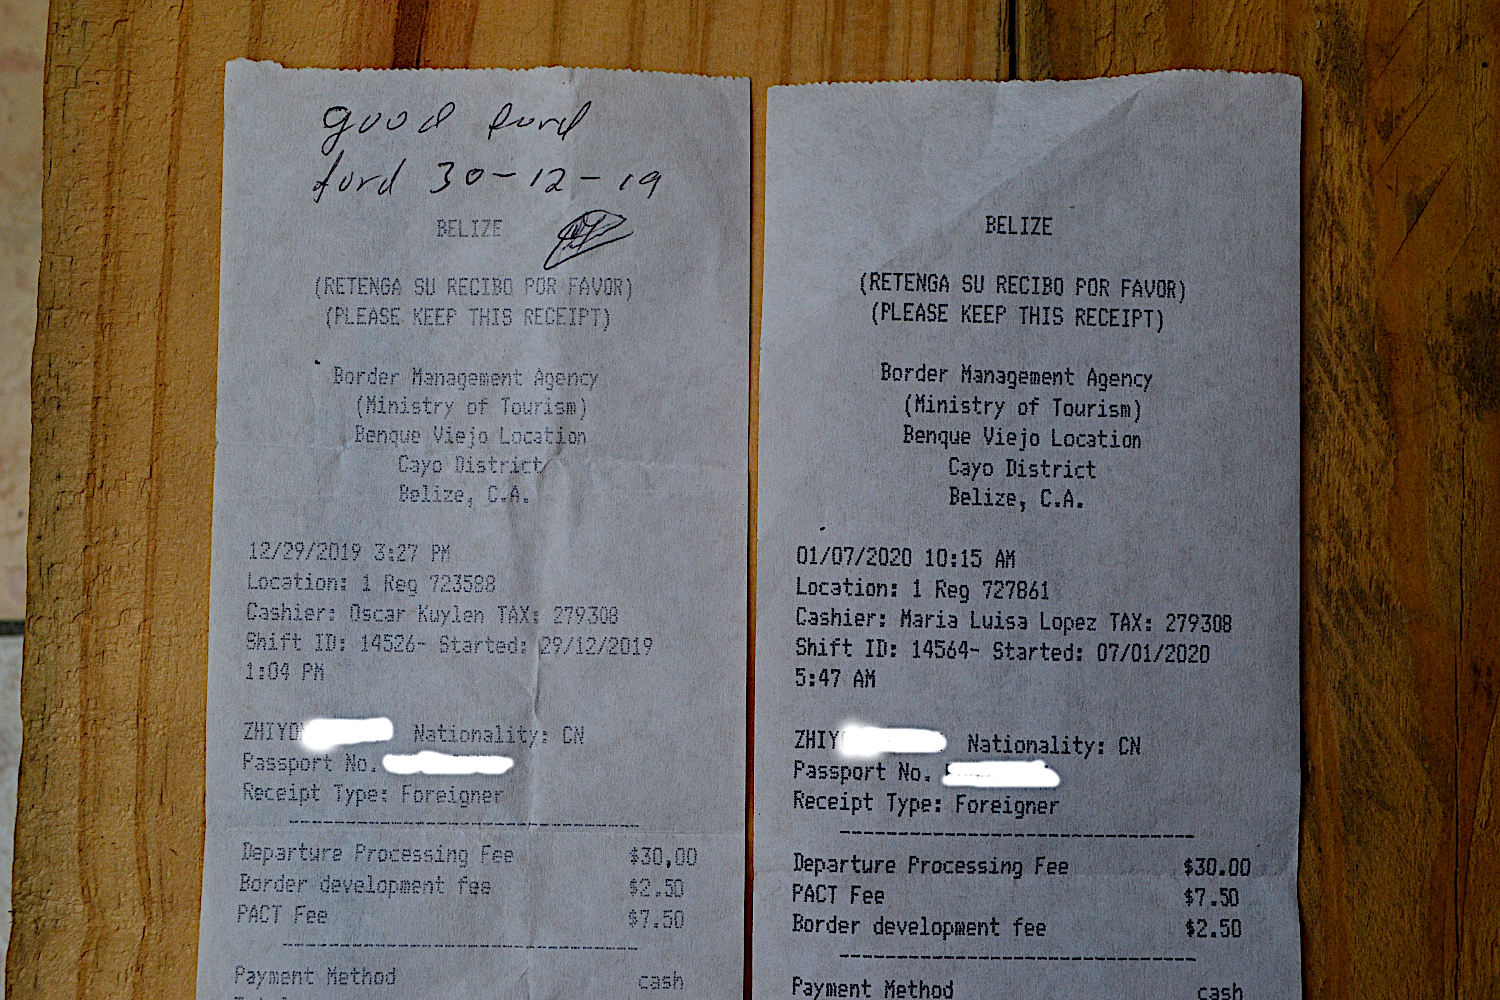 good
30-12-19
BELIZE
(RETENGA SU RECIBO POR FAVOR)
(PLEASE KEEP THIS RECEIPT)
Border Management Agency
(Ministry of Tourism)
Benque Viejo Location
Cayo District
Belize, C.A.
12/29/2019 3:27 PM
Location: 1 Reg 723588
Cashier: Oscar Kuylen TAX: 279308
Shift ID: 14526- Started: 29/12/2019
1:04 PM
ZHIYO Nationality: CN
Passport No.
Receipt Type: Foreigner
Departure Processing Fee $30.00
Border development fee $2.50
PACT Fee $7.50
Payment Method cash
BELIZE
(RETENGA SU RECIBO POR FAVOR)
(PLEASE KEEP THIS RECEIPT)
Border Management Agency
(Ministry of Tourism)
Benque Viejo Location
Cayo District
Belize, C.A.
01/07/2020 10:15 AM
Location: 1 Reg 727861
Cashier: Maria Luisa Lopez TAX: 279308
Shift ID: 14564- Started: 07/01/2020
5:47 AM
ZHIY Nationality: CN
Passport No.
Receipt Type: Foreigner
Departure Processing Fee $30.00
PACT Fee $7.50
Border development fee $2.50
Payment Method cash